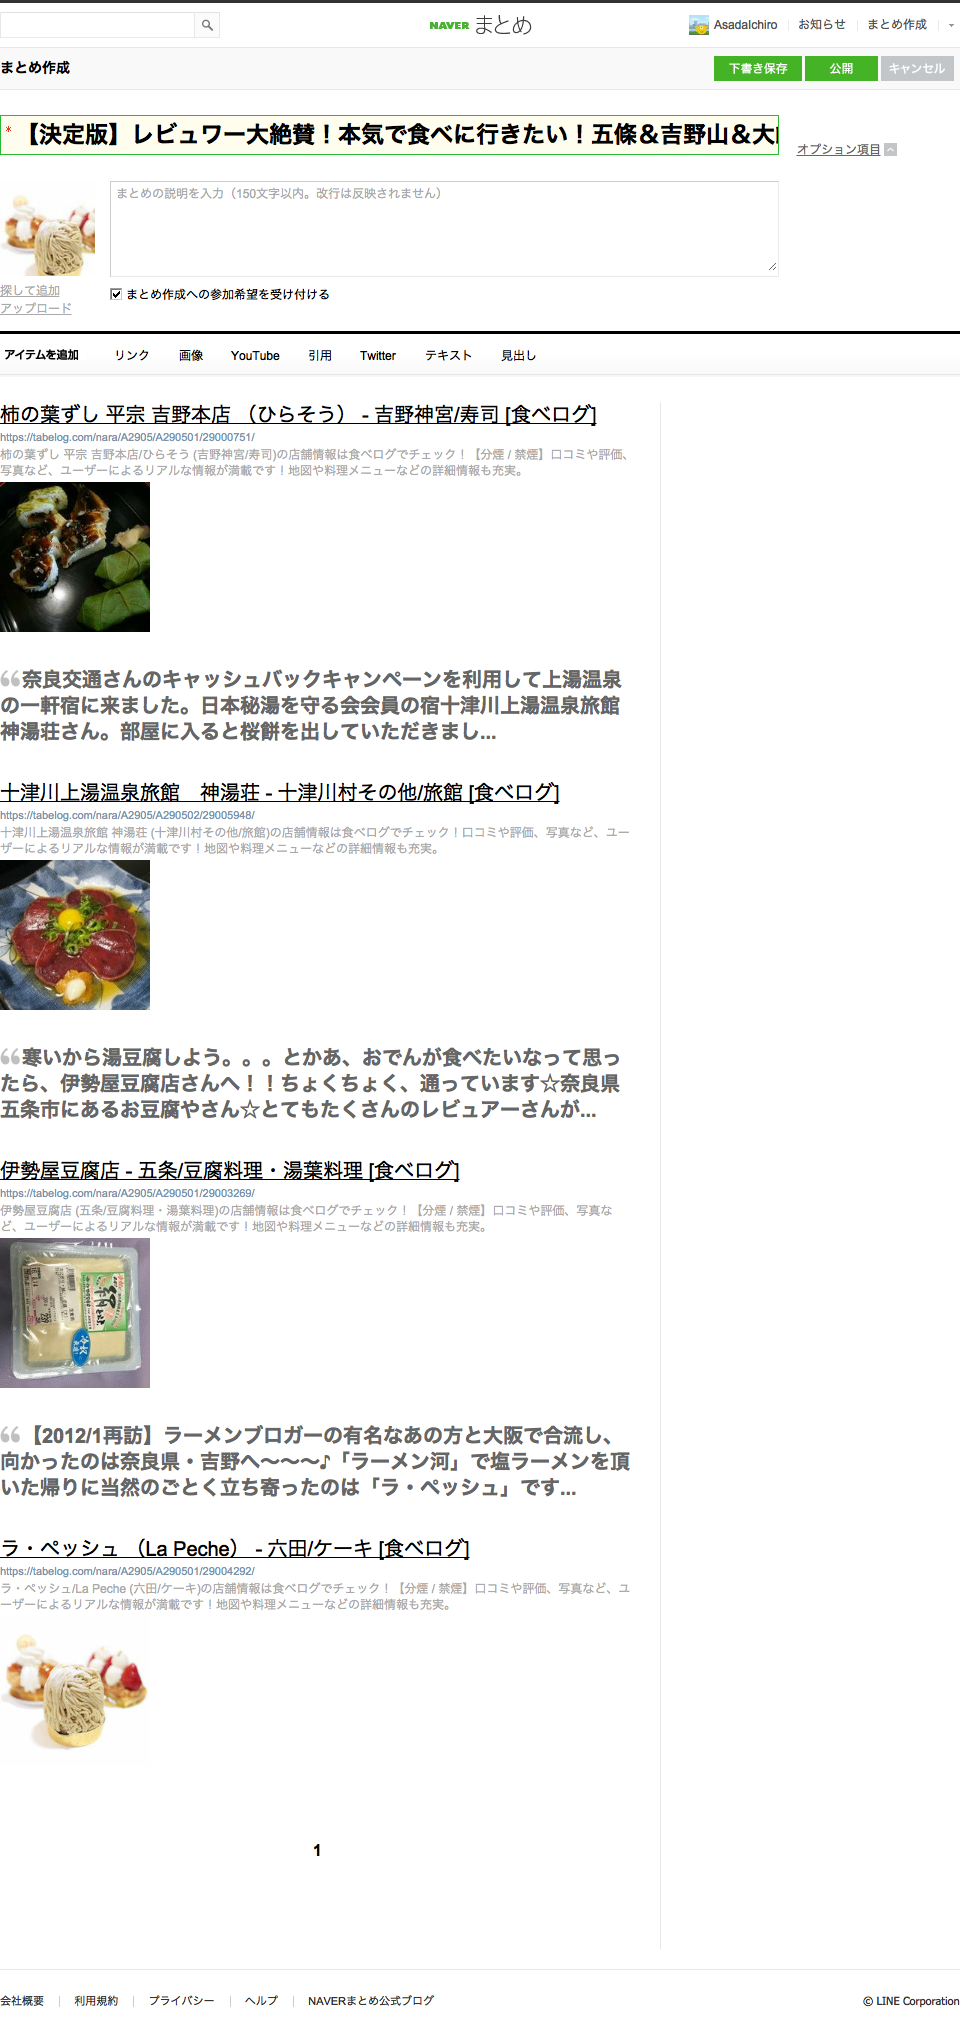 NAVER まとめ
AsadaIchiro お知らせ まとめ作成
まとめ作成
下書き保存 公開 キャンセル
*【決定版】レビュワー大絶賛！本気で食べに行きたい！五條＆吉野山＆大
オプション項目
まとめの説明を入力（150文字以内。改行は反映されません）
探して追加
アップロード
まとめ作成への参加希望を受け付ける
アイテムを追加 リンク 画像 YouTube 引用 Twitter テキスト 見出し
柿の葉ずし 平宗 吉野本店 （ひらそう） - 吉野神宮/寿司 [食べログ]
https://tabelog.com/nara/A2905/A290501/29000751/
柿の葉ずし 平宗 吉野本店/ひらそう (吉野神宮/寿司)の店舗情報は食べログでチェック！【分煙 / 禁煙】口コミや評価、
写真など、ユーザーによるリアルな情報が満載です！地図や料理メニューなどの詳細情報も充実。
“奈良交通さんのキャッシュバックキャンペーンを利用して上湯温泉
の一軒宿に来ました。日本秘湯を守る会会員の宿十津川上湯温泉旅館
神湯荘さん。部屋に入ると桜餅を出していただきまし...
十津川上湯温泉旅館　神湯荘 - 十津川村その他/旅館 [食べログ]
https://tabelog.com/nara/A2905/A290502/29005948/
十津川上湯温泉旅館 神湯荘 (十津川村その他/旅館)の店舗情報は食べログでチェック！口コミや評価、写真など、ユー
ザーによるリアルな情報が満載です！地図や料理メニューなどの詳細情報も充実。
“寒いから湯豆腐しよう。。。とかあ、おでんが食べたいなって思っ
たら、伊勢屋豆腐店さんへ！！ちょくちょく、通っています☆奈良県
五条市にあるお豆腐やさん☆とてもたくさんのレビュアーさんが...
伊勢屋豆腐店 - 五条/豆腐料理・湯葉料理 [食べログ]
https://tabelog.com/nara/A2905/A290501/29003269/
伊勢屋豆腐店 (五条/豆腐料理・湯葉料理)の店舗情報は食べログでチェック！【分煙 / 禁煙】口コミや評価、写真な
ど、ユーザーによるリアルな情報が満載です！地図や料理メニューなどの詳細情報も充実。
“【2012/1再訪】ラーメンブロガーの有名なあの方と大阪で合流し、
向かったのは奈良県・吉野へ〜〜〜♪「ラーメン河」で塩ラーメンを頂
いた帰りに当然のごとく立ち寄ったのは「ラ・ペッシュ」です...
ラ・ペッシュ （La Peche） - 六田/ケーキ [食べログ]
https://tabelog.com/nara/A2905/A290501/29004292/
ラ・ペッシュ/La Peche (六田/ケーキ)の店舗情報は食べログでチェック！【分煙 / 禁煙】口コミや評価、写真など、ユ
ーザーによるリアルな情報が満載です！地図や料理メニューなどの詳細情報も充実。
1
会社概要 利用規約 プライバシー ヘルプ NAVERまとめ公式ブログ
© LINE Corporation